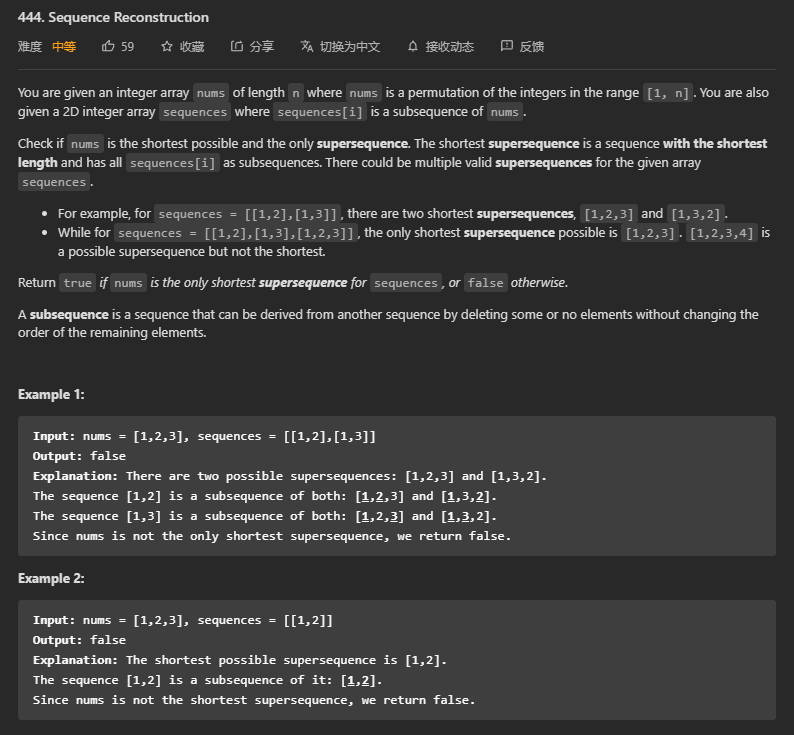 444. Sequence Reconstruction
难度 中等 59 收藏 分享 切换为中文 接收动态 反馈
You are given an integer array nums of length n where nums is a permutation of the integers in the range [1, n]. You are also
given a 2D integer array sequences where sequences[i] is a subsequence of nums.
Check if nums is the shortest possible and the only supersequence. The shortest supersequence is a sequence with the shortest
length and has all sequences[i] as subsequences. There could be multiple valid supersequences for the given array
sequences.
• For example, for sequences = [[1,2],[1,3]], there are two shortest supersequences, [1,2,3] and [1,3,2].
• While for sequences = [[1,2],[1,3],[1,2,3]], the only shortest supersequence possible is [1,2,3]. [1,2,3,4] is
a possible supersequence but not the shortest.
Return true if nums is the only shortest supersequence for sequences, or false otherwise.
A subsequence is a sequence that can be derived from another sequence by deleting some or no elements without changing the
order of the remaining elements.
Example 1:
Input: nums = [1,2,3], sequences = [[1,2],[1,3]]
Output: false
Explanation: There are two possible supersequences: [1,2,3] and [1,3,2].
The sequence [1,2] is a subsequence of both: [1,2,3] and [1,3,2].
The sequence [1,3] is a subsequence of both: [1,2,3] and [1,3,2].
Since nums is not the only shortest supersequence, we return false.
Example 2:
Input: nums = [1,2,3], sequences = [[1,2]]
Output: false
Explanation: The shortest possible supersequence is [1,2].
The sequence [1,2] is a subsequence of it: [1,2].
Since nums is not the shortest supersequence, we return false.